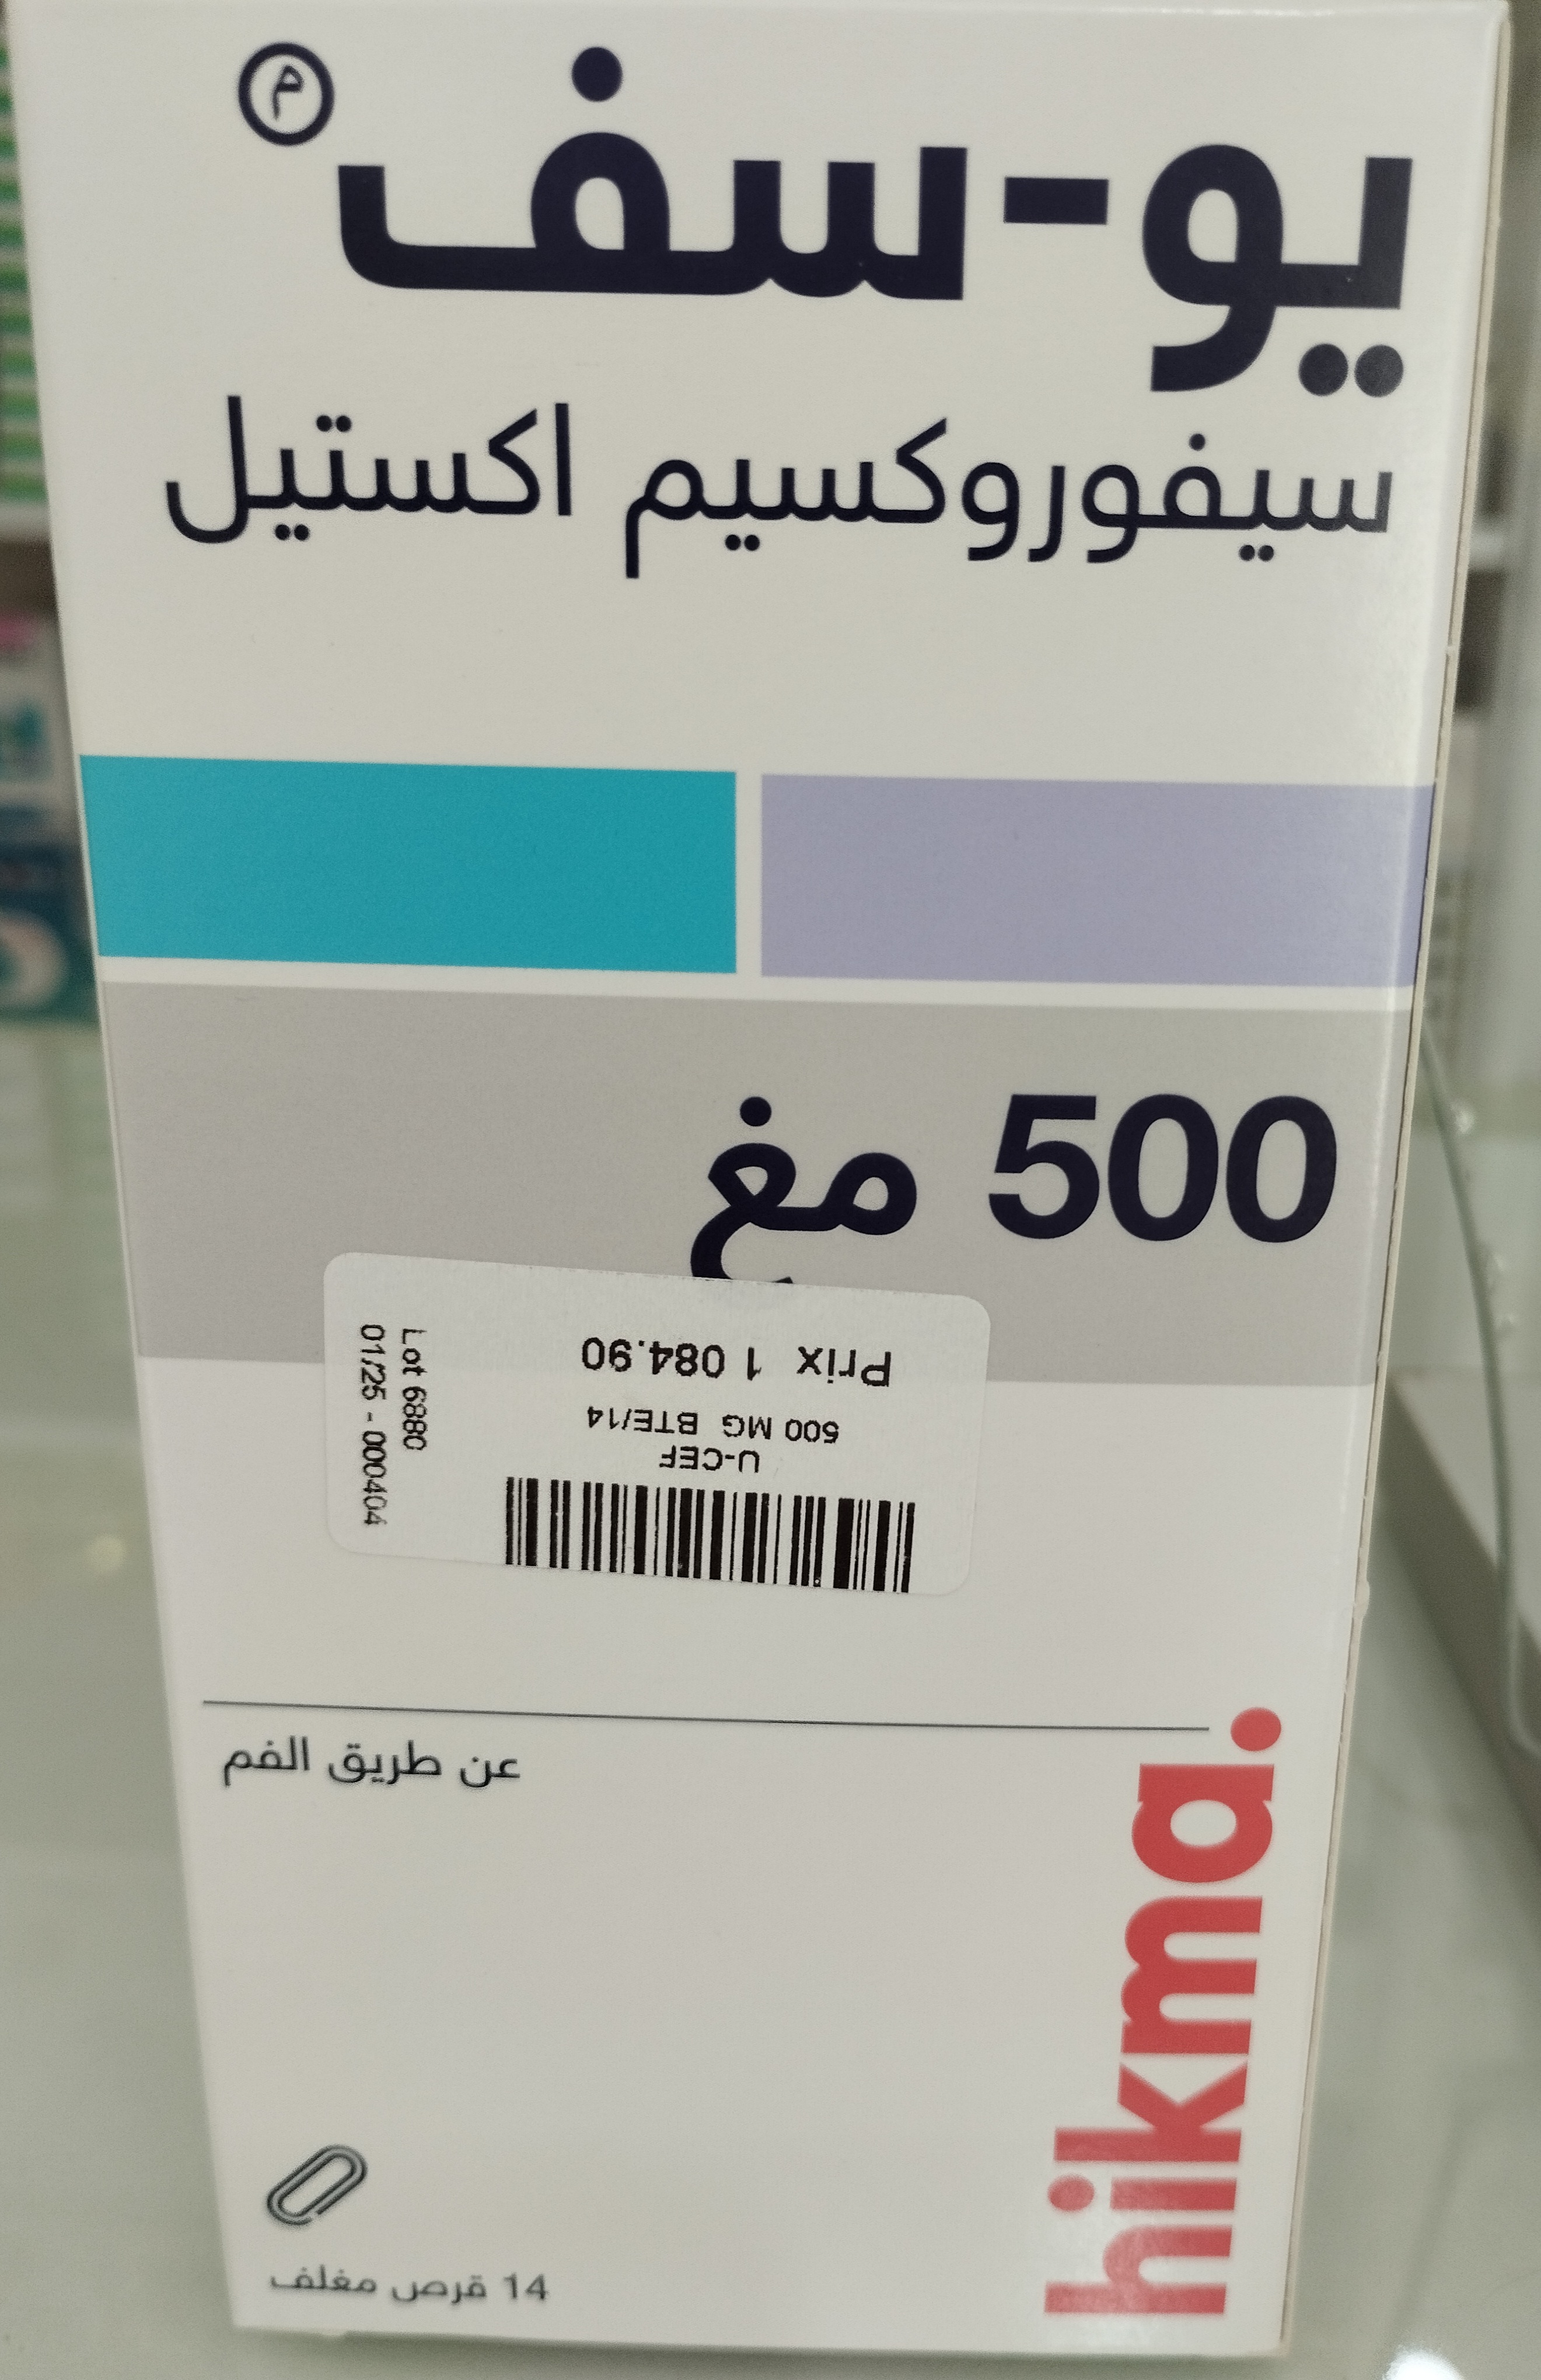 يو-سف م
سيفوروكسيم اكستيل
500 مغ
Prix 1 084.90
500 MG BTE/14
U-CEF
Lot 6880
01/25 - 000404
عن طريق الفم
hikma.
14 قرص مغلف